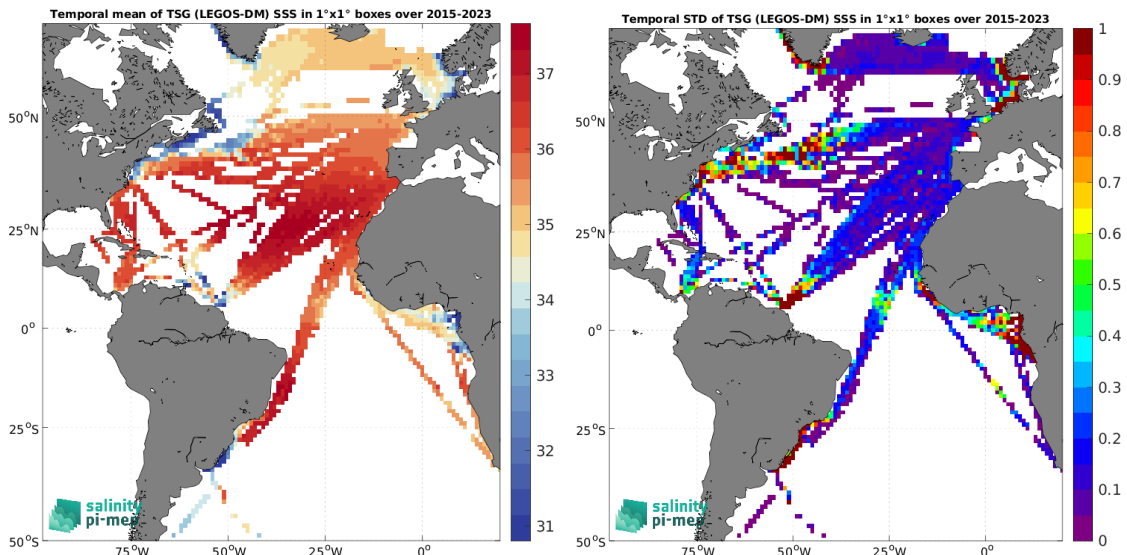 Temporal mean of TSG (LEGOS-DM) SSS in 1°x1° boxes over 2015-2023
50°N
25°N
0°
25°S
50°S
75°W
50°W
25°W
0°
37
36
35
34
33
32
31
salinity
pi-mep
Temporal STD of TSG (LEGOS-DM) SSS in 1°x1° boxes over 2015-2023
50°N
25°N
0°
25°S
50°S
75°W
50°W
25°W
0°
1
0.9
0.8
0.7
0.6
0.5
0.4
0.3
0.2
0.1
0
salinity
pi-mep